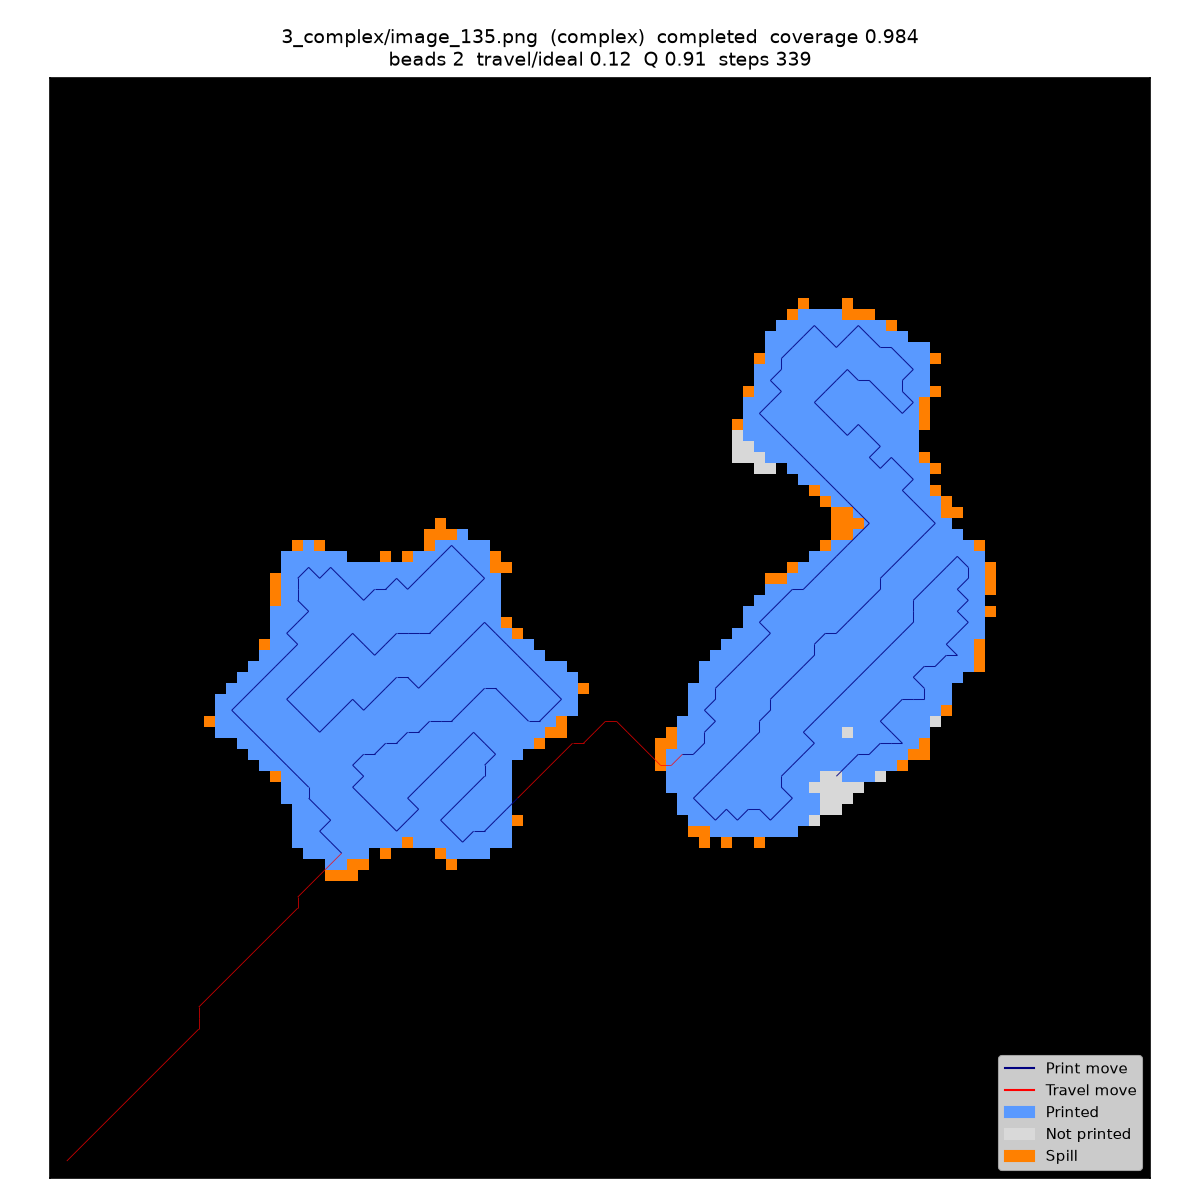 3_complex/image_135.png  (complex)  completed  coverage 0.984
beads 2  travel/ideal 0.12  Q 0.91  steps 339
Print move
Travel move
Printed
Not printed
Spill